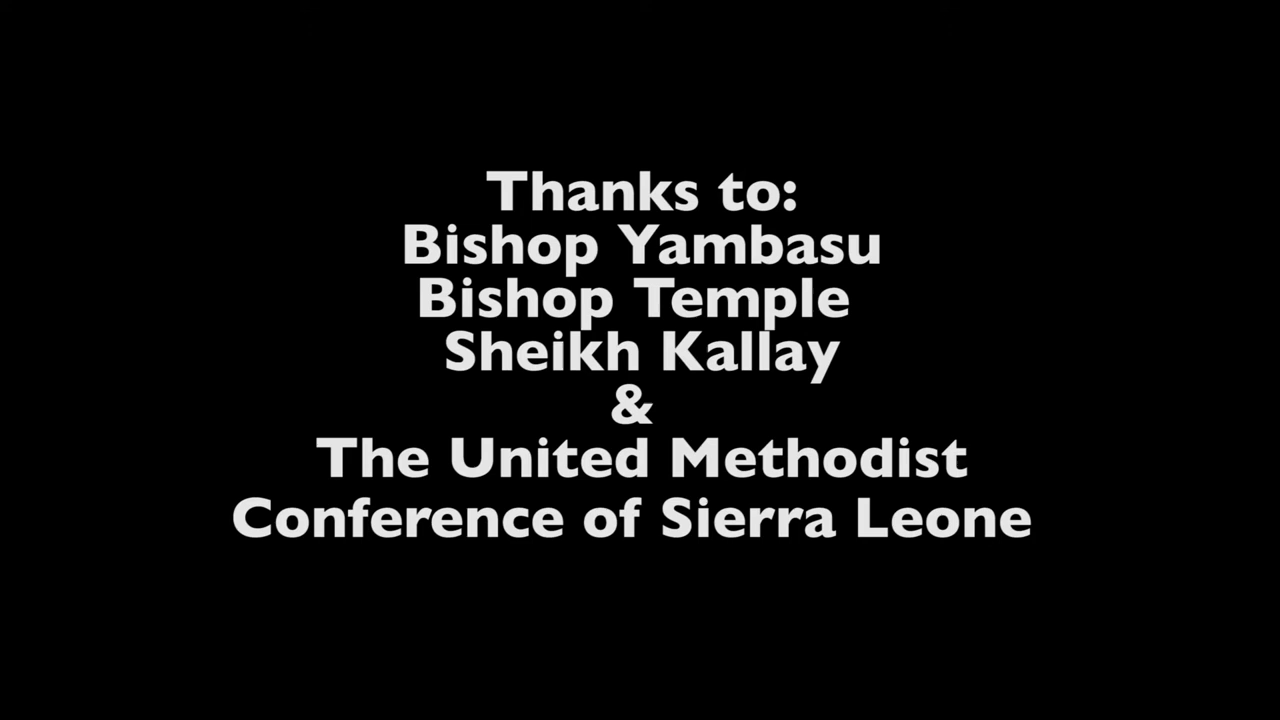 Thanks to:
Bishop Yambasu
Bishop Temple
Sheikh Kallay
&
The United Methodist
Conference of Sierra Leone